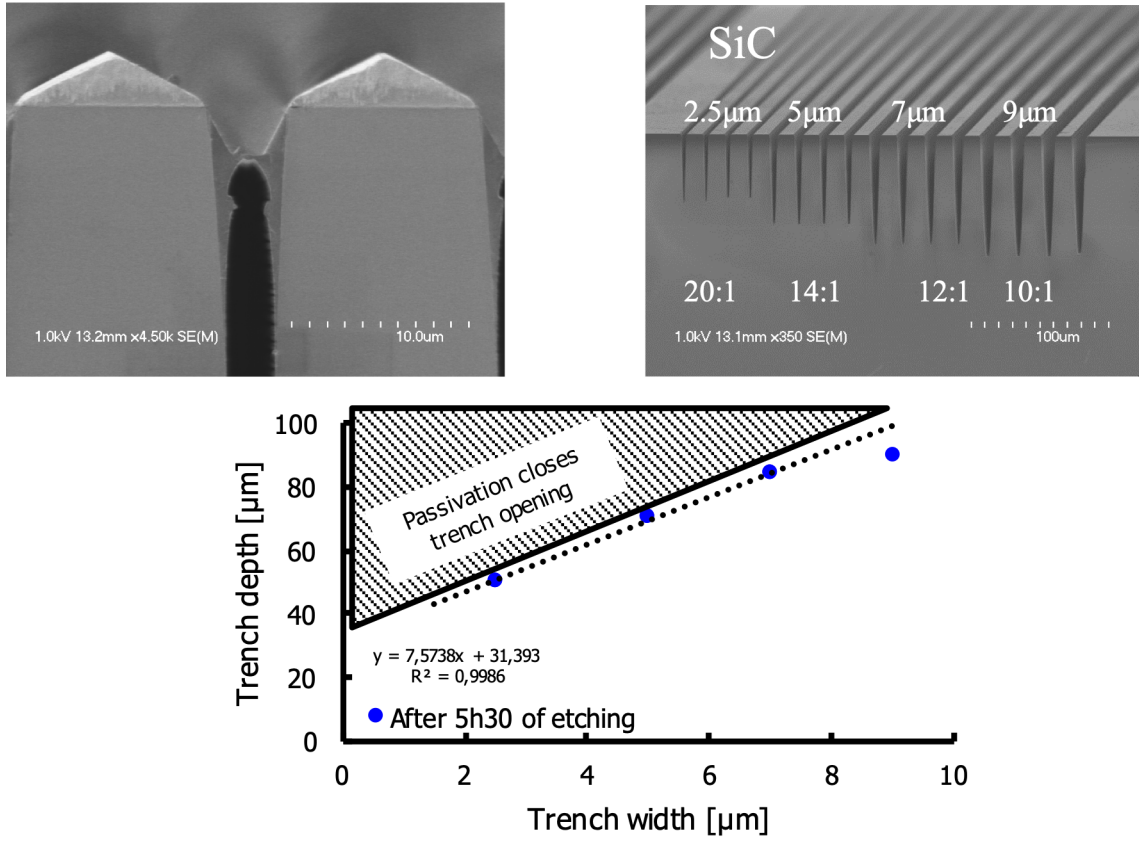 1.0kV 13.2mm x4.50k SE(M)
10.0um
SiC
2.5µm 5µm 7µm 9µm
20:1 14:1 12:1 10:1
1.0kV 13.1mm x350 SE(M)
100um
Trench depth [µm]
100
80
60
40
20
0
Passivation closes
trench opening
y = 7,5738x + 31,393
R² = 0,9986
After 5h30 of etching
0 2 4 6 8 10
Trench width [µm]